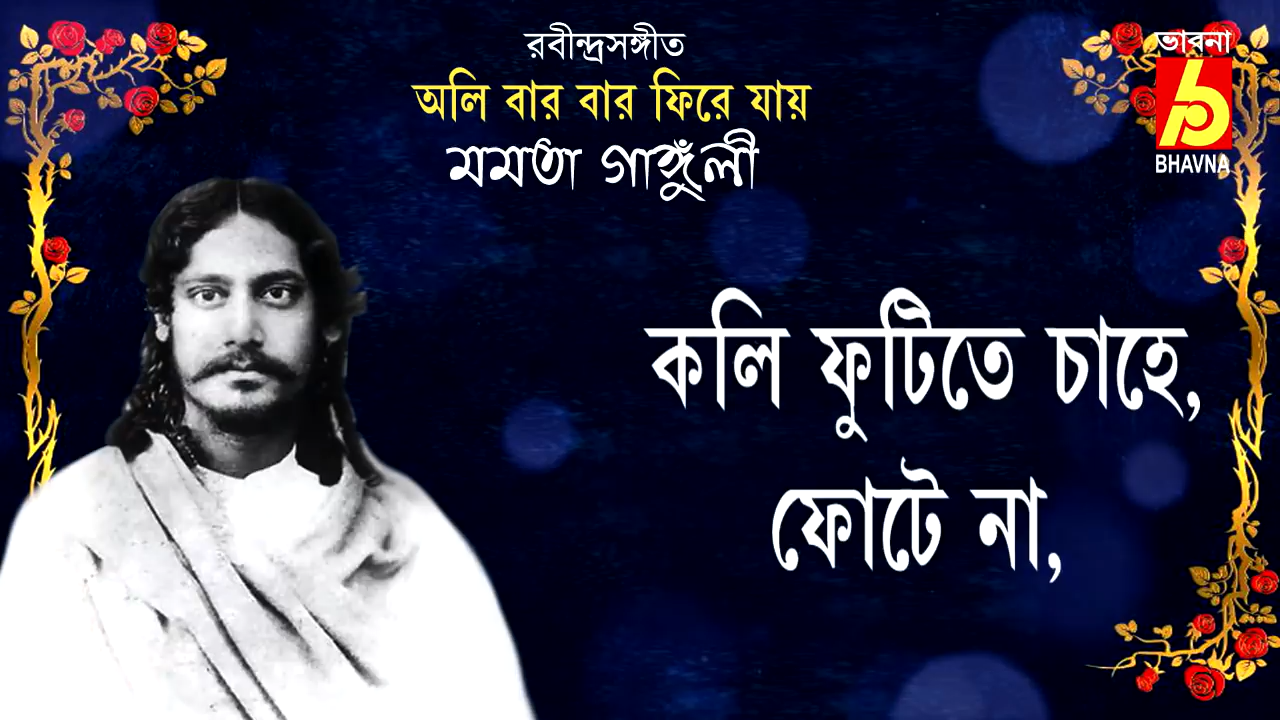 রবীন্দ্রসঙ্গীত
অলি বার বার ফিরে যায়
মমতা গাঙ্গুলী
ভাবনা
BHAVNA
কলি ফুটিতে চাহে,
ফোটে না,